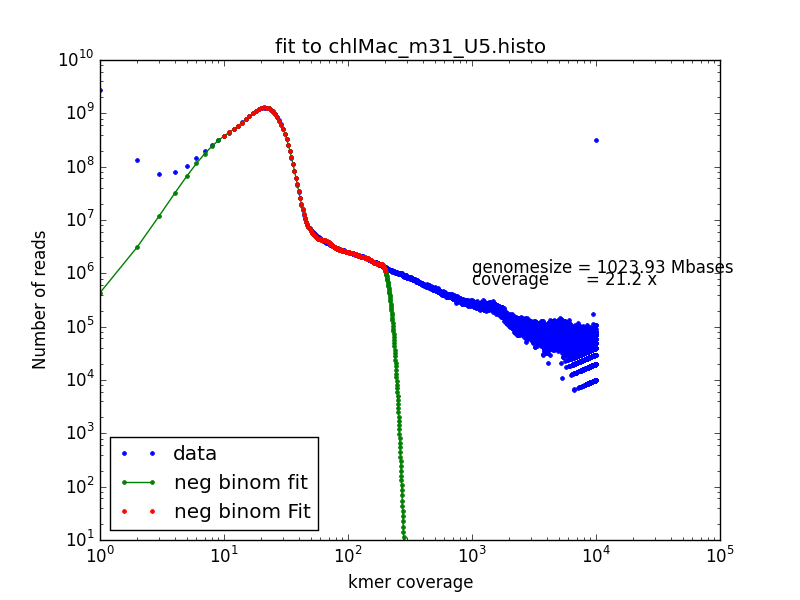 fit to chlMac_m31_U5.histo
10^10
10^9
10^8
10^7
10^6
10^5
10^4
10^3
10^2
10^1
Number of reads
genomesize = 1023.93 Mbases
coverage = 21.2 x
data
neg binom fit
neg binom Fit
10^0 10^1 10^2 10^3 10^4 10^5
kmer coverage